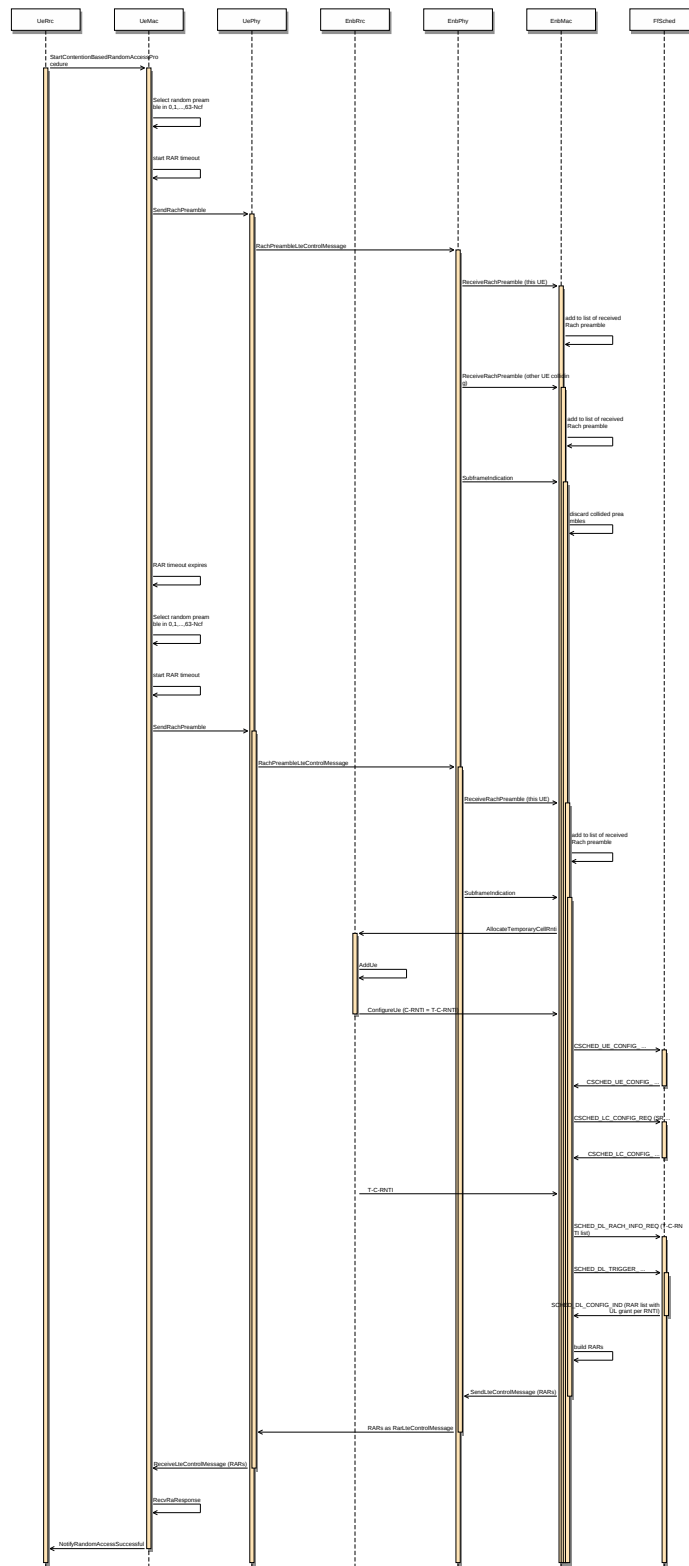 UeRrc
UeMac
UePhy
EnbRrc
EnbPhy
EnbMac
FfSched
StartContentionBasedRandomAccessPro
cedure
Select random pream
ble in 0,1,...,63-Ncf
start RAR timeout
SendRachPreamble
RachPreambleLteControlMessage
ReceiveRachPreamble (this UE)
add to list of received
Rach preamble
ReceiveRachPreamble (other UE collidin
g)
add to list of received
Rach preamble
SubframeIndication
discard collided prea
mbles
RAR timeout expires
Select random pream
ble in 0,1,...,63-Ncf
start RAR timeout
SendRachPreamble
RachPreambleLteControlMessage
ReceiveRachPreamble (this UE)
add to list of received
Rach preamble
SubframeIndication
AllocateTemporaryCellRnti
AddUe
ConfigureUe (C-RNTI = T-C-RNTI)
CSCHED_UE_CONFIG_ ...
CSCHED_UE_CONFIG_ ...
CSCHED_LC_CONFIG_REQ (SR ...
CSCHED_LC_CONFIG_ ...
T-C-RNTI
SCHED_DL_RACH_INFO_REQ (T-C-RN
TI list)
SCHED_DL_TRIGGER_ ...
SCHED_DL_CONFIG_IND (RAR list with
UL grant per RNTI)
build RARs
SendLteControlMessage (RARs)
RARs as RarLteControlMessage
ReceiveLteControlMessage (RARs)
RecvRaResponse
NotifyRandomAccessSuccessful